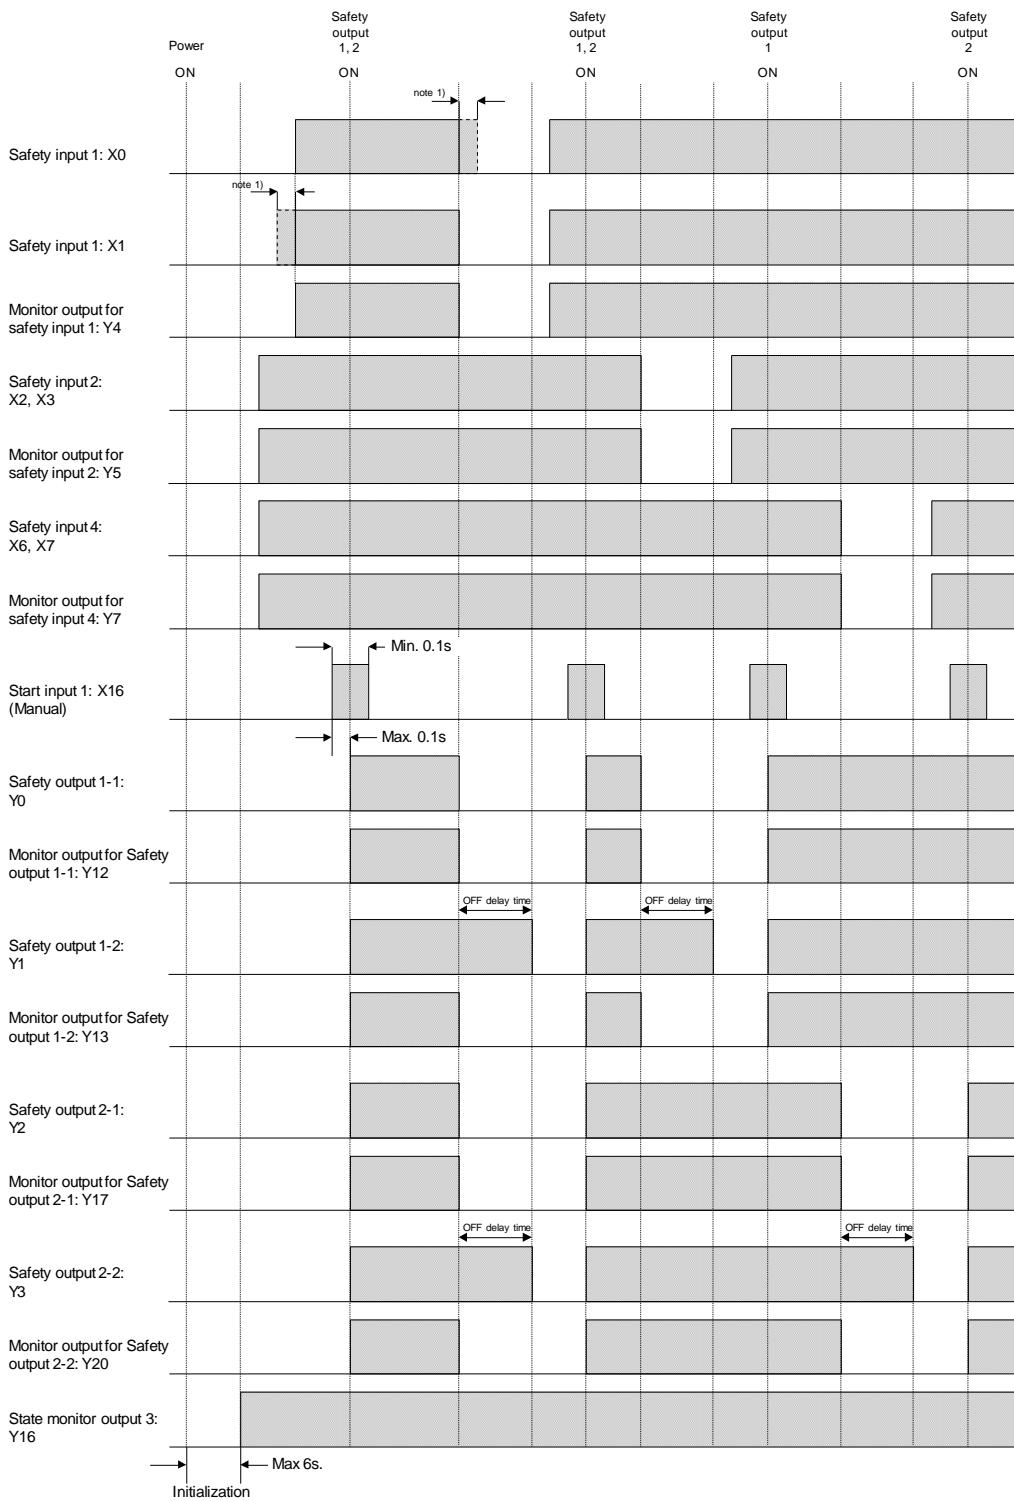 Safety
output
1, 2
Safety
output
1, 2
Safety
output
1
Safety
output
2
Power
ON
ON
ON
ON
ON
note 1)
Safety input 1: X0
note 1)
Safety input 1: X1
Monitor output for
safety input 1: Y4
Safety input 2:
X2, X3
Monitor output for
safety input 2: Y5
Safety input 4:
X6, X7
Monitor output for
safety input 4: Y7
Min. 0.1s
Start input 1: X16
(Manual)
Max. 0.1s
Safety output 1-1:
Y0
Monitor output for Safety
output 1-1: Y12
OFF delay time
OFF delay time
Safety output 1-2:
Y1
Monitor output for Safety
output 1-2: Y13
Safety output 2-1:
Y2
Monitor output for Safety
output 2-1: Y17
OFF delay time
OFF delay time
Safety output 2-2:
Y3
Monitor output for Safety
output 2-2: Y20
State monitor output 3:
Y16
Max 6s.
Initialization